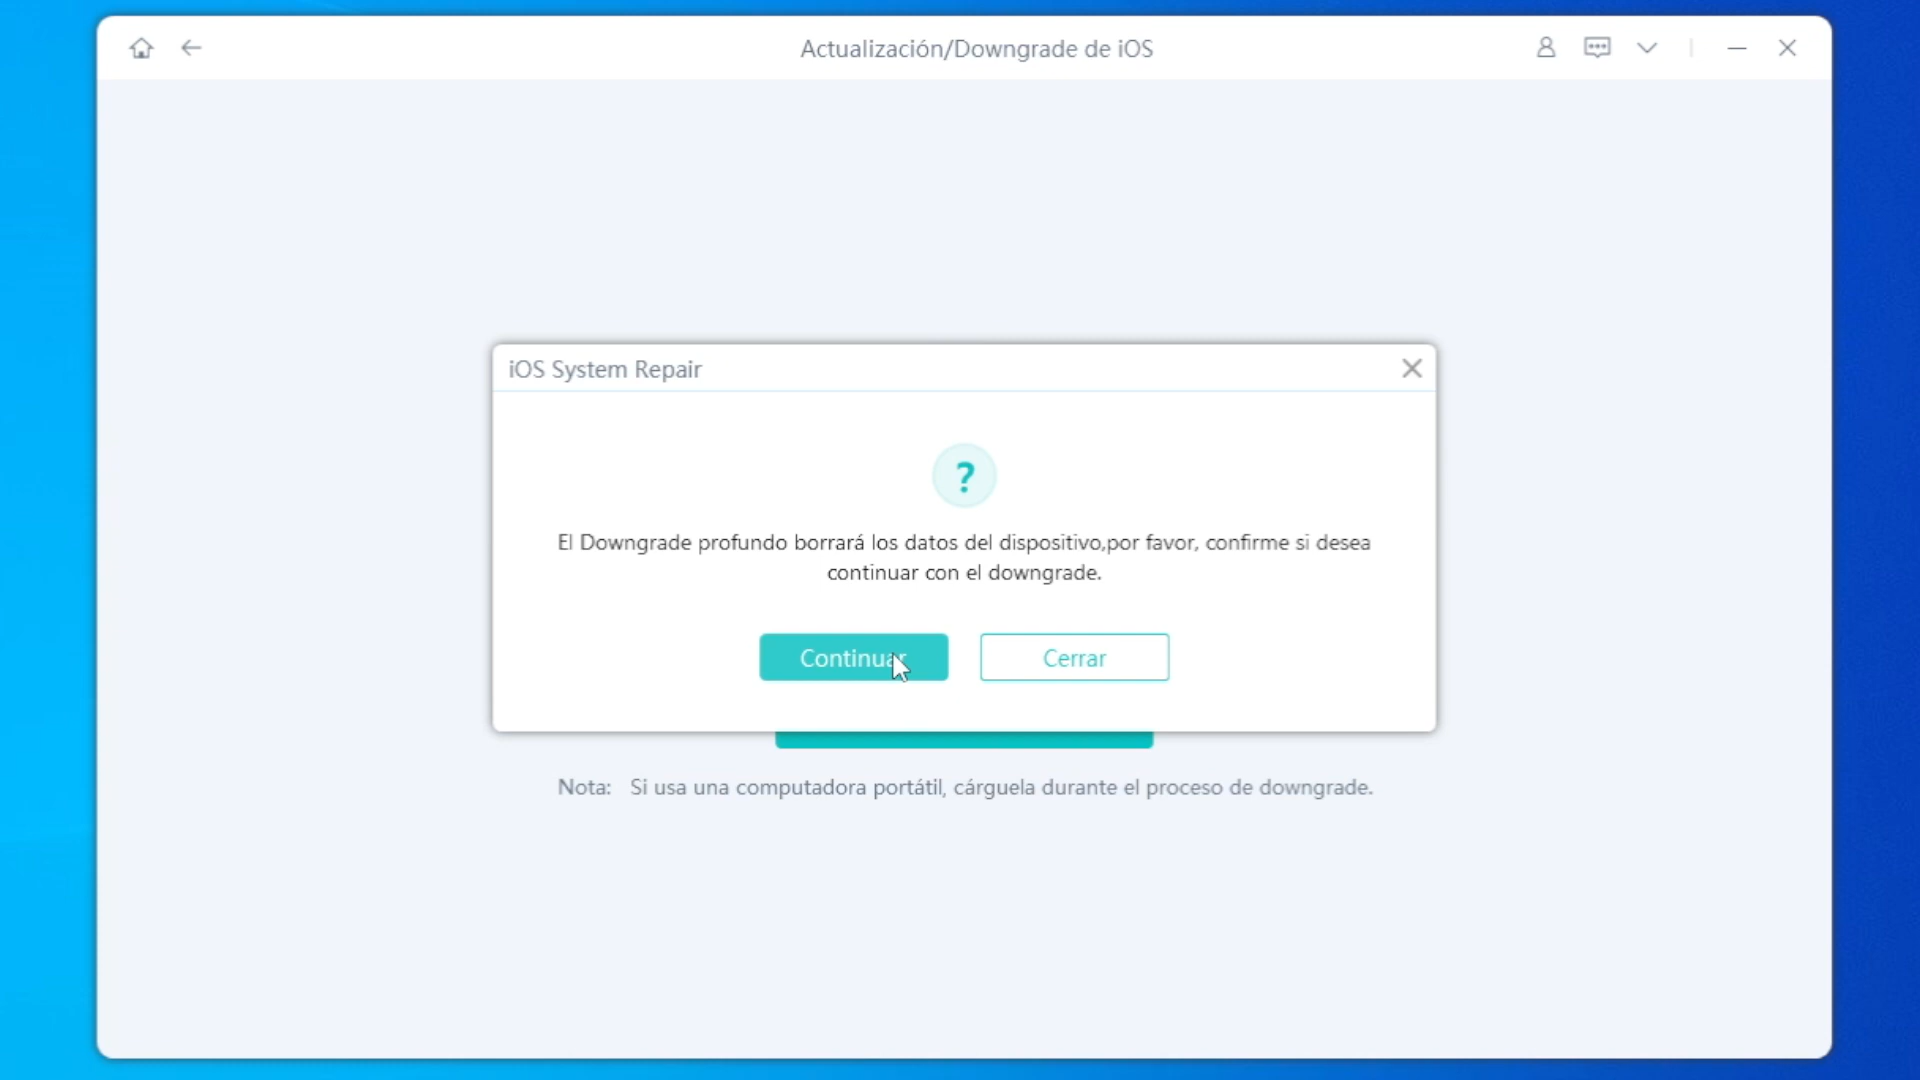 Actualización/Downgrade de iOS
iOS System Repair
?
El Downgrade profundo borrará los datos del dispositivo,por favor, confirme si desea
continuar con el downgrade.
Continuar
Cerrar
Nota: Si usa una computadora portátil, cárguela durante el proceso de downgrade.